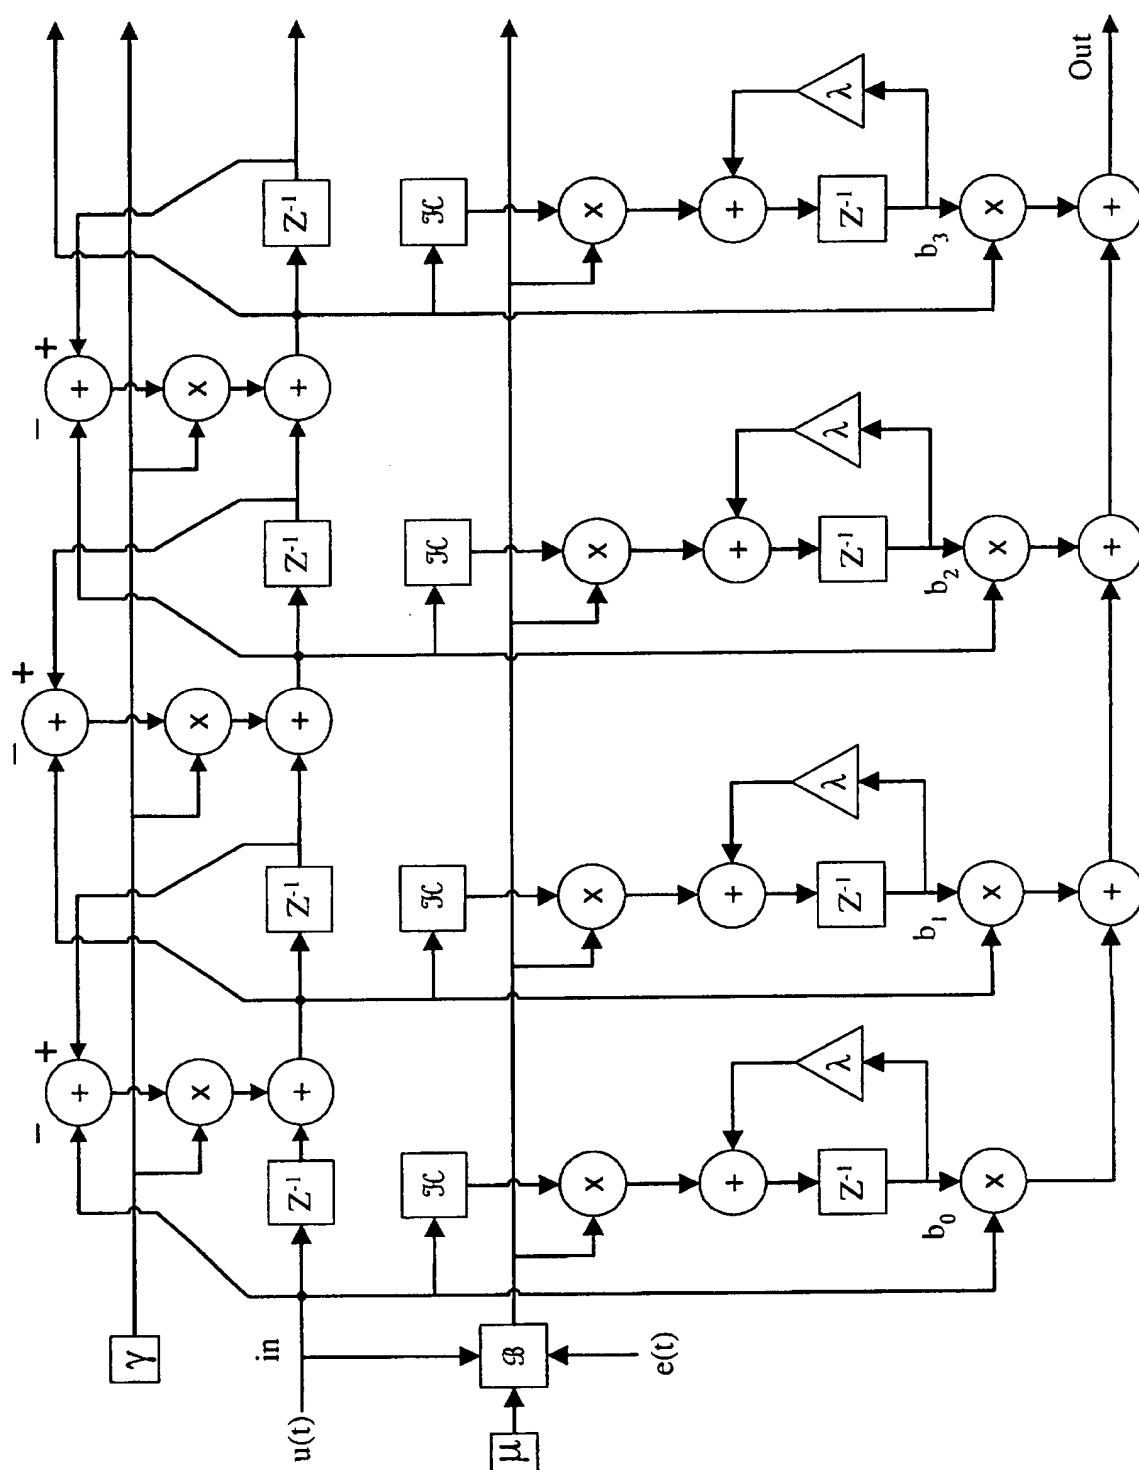 γ
in
u(t)
μ
ℬ
e(t)
− +
− +
− +
+ + +
x x x
Z⁻¹ + Z⁻¹ + Z⁻¹ + Z⁻¹
ℋ ℋ ℋ ℋ
x x x x
+ λ + λ + λ + λ
Z⁻¹ Z⁻¹ Z⁻¹ Z⁻¹
b₀ b₁ b₂ b₃
x x x x
+ + +
Out